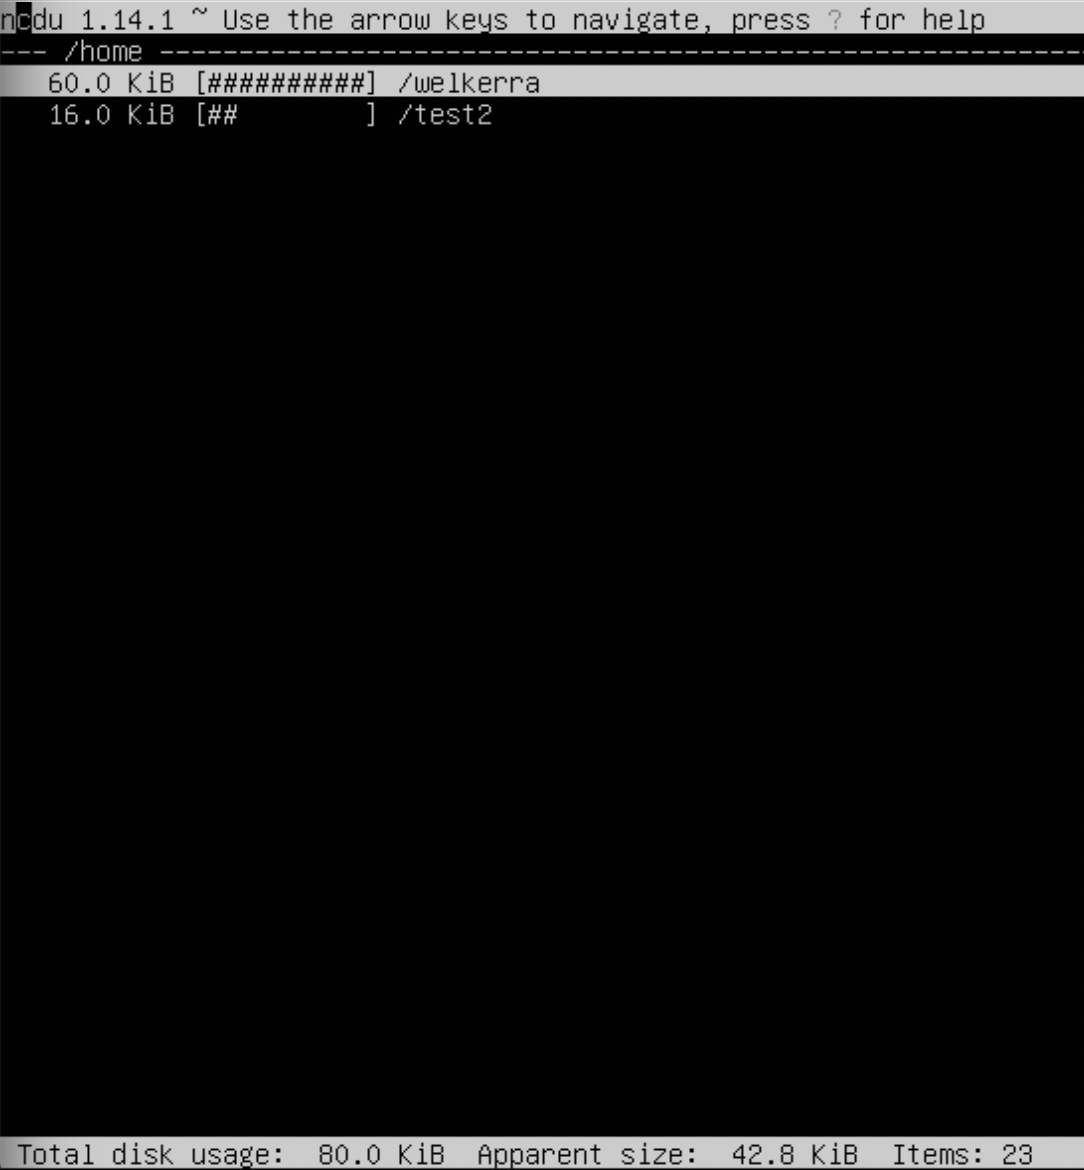 ncdu 1.14.1 ~ Use the arrow keys to navigate, press ? for help
--- /home -----------------------------------------------------------
60.0 KiB [##########] /welkerra
16.0 KiB [##        ] /test2
Total disk usage:  80.0 KiB  Apparent size:  42.8 KiB  Items: 23